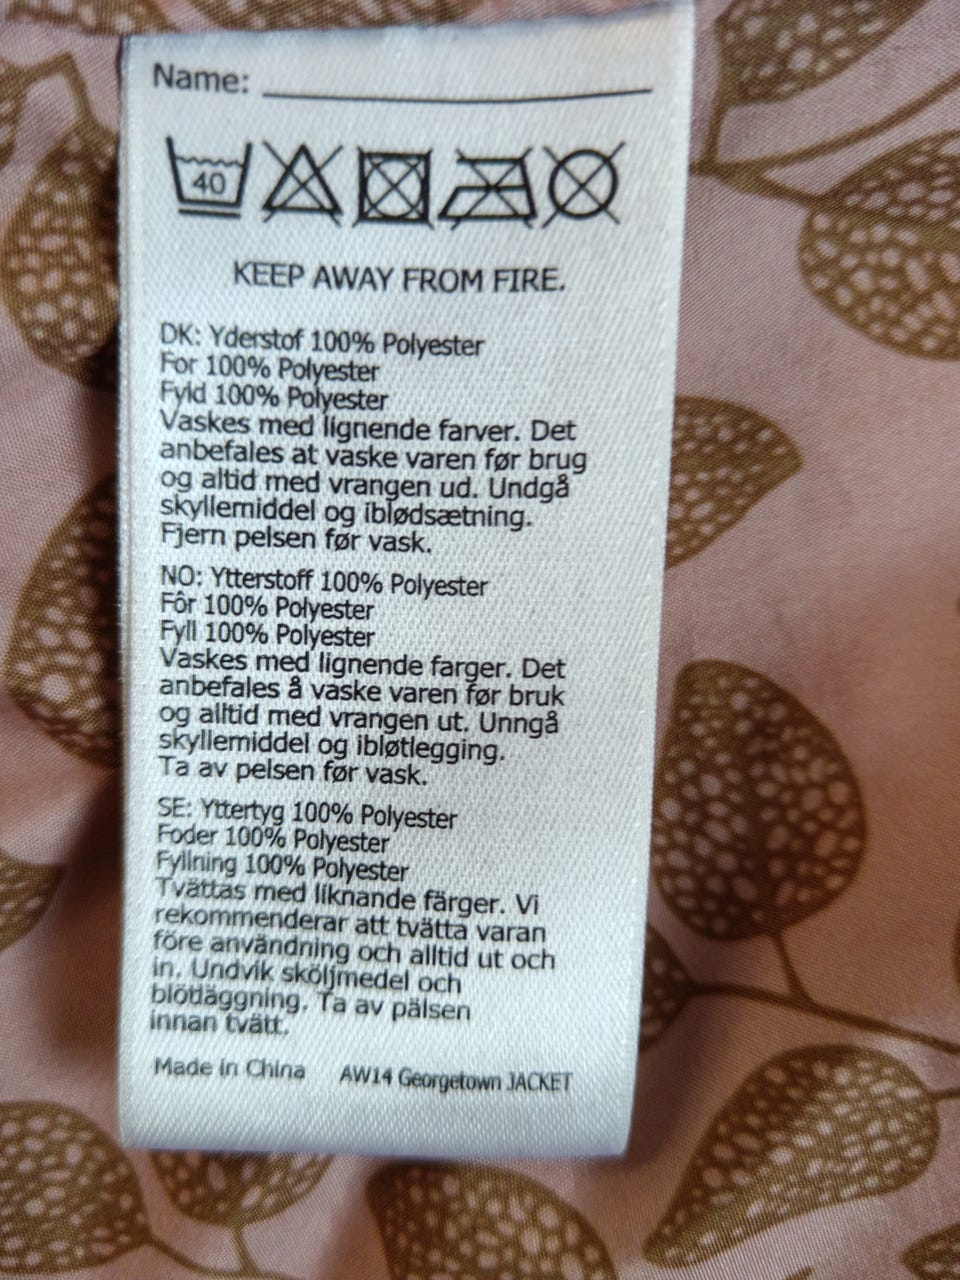 Name:
40
KEEP AWAY FROM FIRE.
DK: Yderstof 100% Polyester
For 100% Polyester
Fyld 100% Polyester
Vaskes med lignende farver. Det
anbefales at vaske varen før brug
og altid med vrangen ud. Undgå
skyllemiddel og iblødsætning.
Fjern pelsen før vask.
NO: Ytterstoff 100% Polyester
Fôr 100% Polyester
Fyll 100% Polyester
Vaskes med lignende farger. Det
anbefales å vaske varen før bruk
og alltid med vrangen ut. Unngå
skyllemiddel og ibløtlegging.
Ta av pelsen før vask.
SE: Yttertyg 100% Polyester
Foder 100% Polyester
Fyllning 100% Polyester
Tvättas med liknande färger. Vi
rekommenderar att tvätta varan
före användning och alltid ut och
in. Undvik sköljmedel och
blötläggning. Ta av pälsen
innan tvätt.
Made in China AW14 Georgetown JACKET